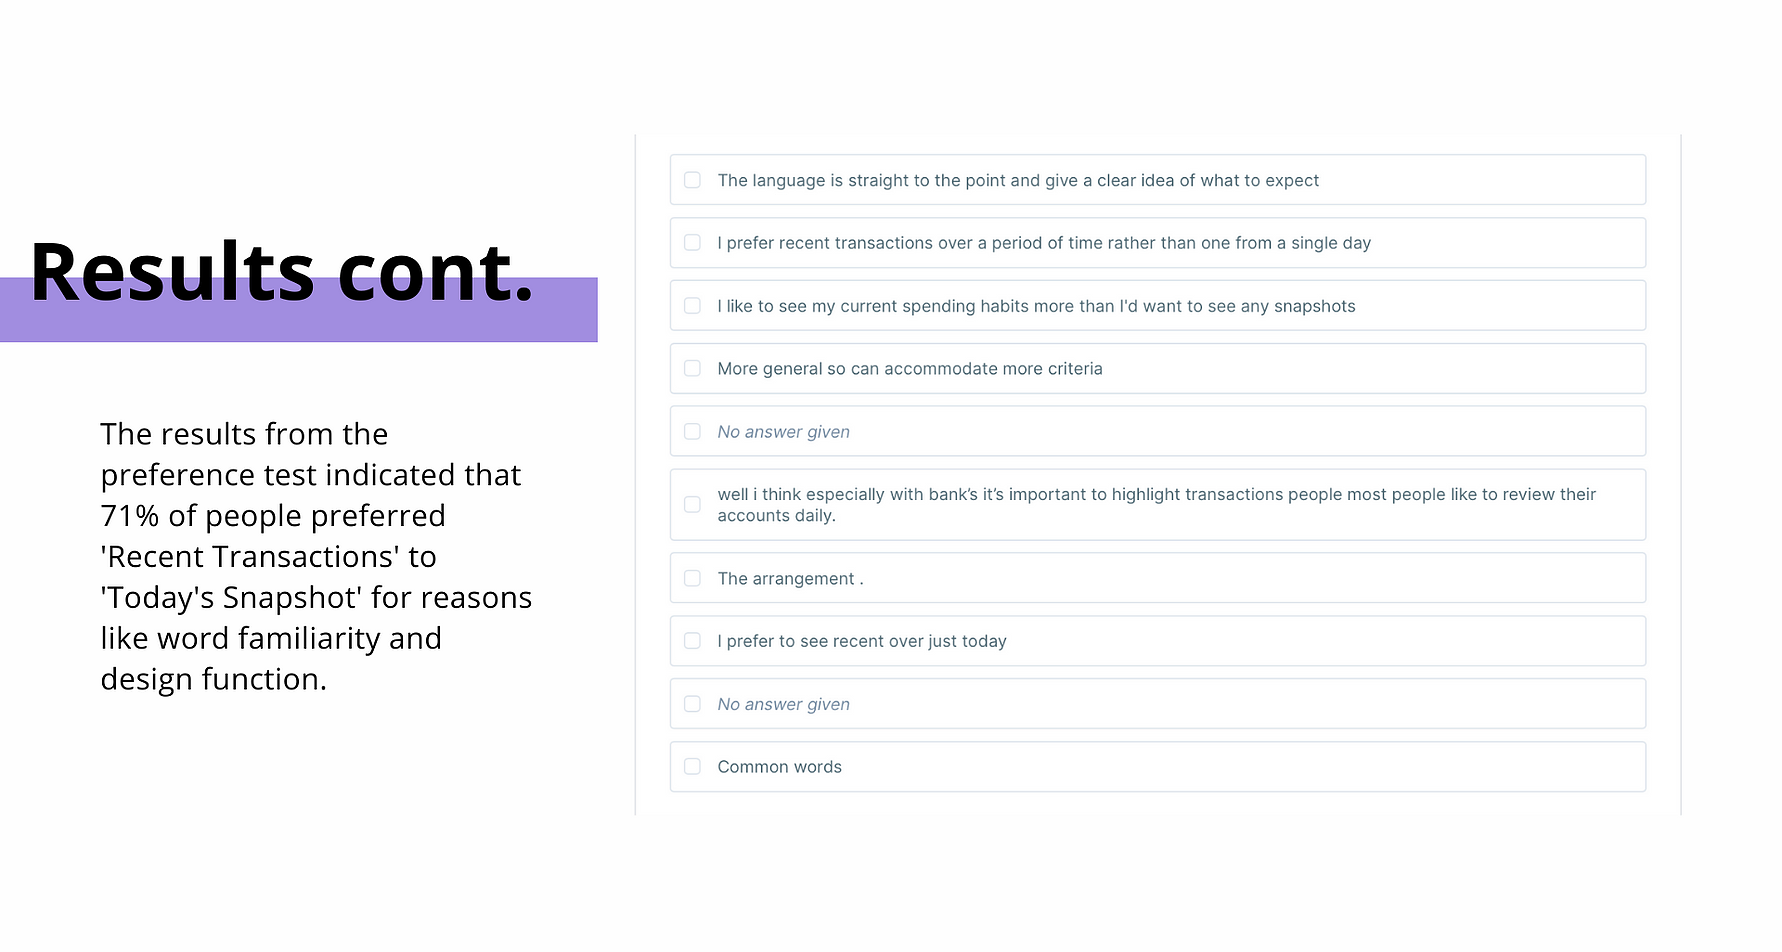 Results cont.
The results from the
preference test indicated that
71% of people preferred
'Recent Transactions' to
'Today's Snapshot' for reasons
like word familiarity and
design function.
The language is straight to the point and give a clear idea of what to expect
I prefer recent transactions over a period of time rather than one from a single day
I like to see my current spending habits more than I'd want to see any snapshots
More general so can accommodate more criteria
No answer given
well i think especially with bank’s it’s important to highlight transactions people most people like to review their
accounts daily.
The arrangement .
I prefer to see recent over just today
No answer given
Common words